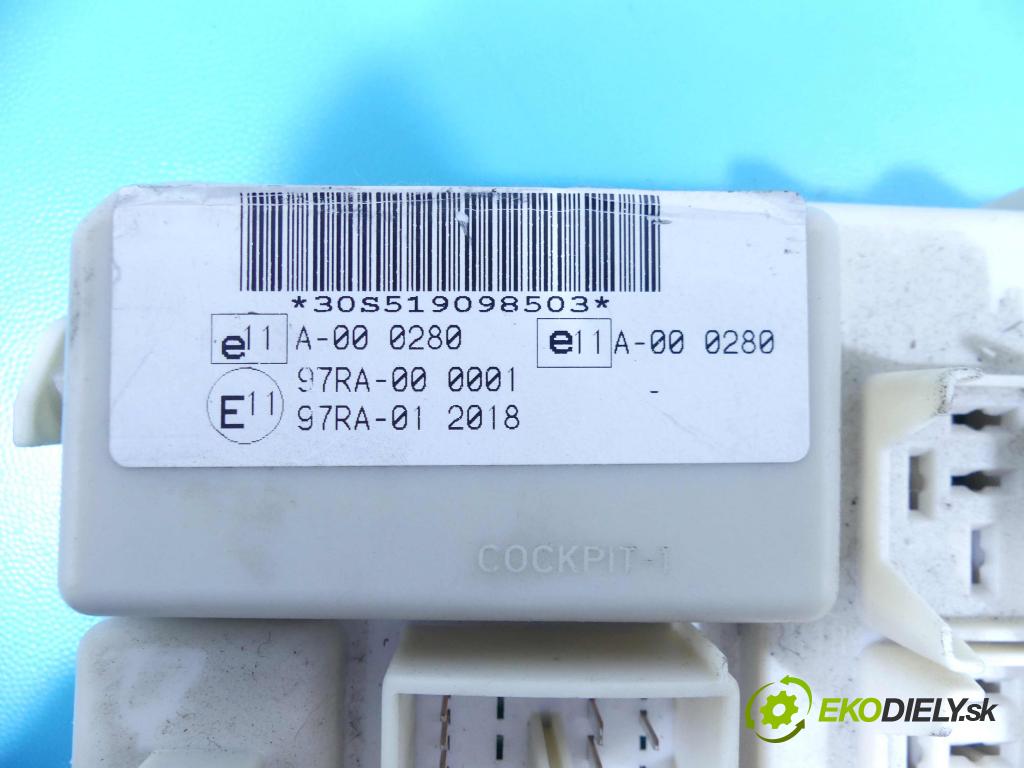 *30S519098503*
e11 A-00 0280 e11 A-00 0280
E11 97RA-00 0001
97RA-01 2018
COCKPIT-1
EKODIELY.sk